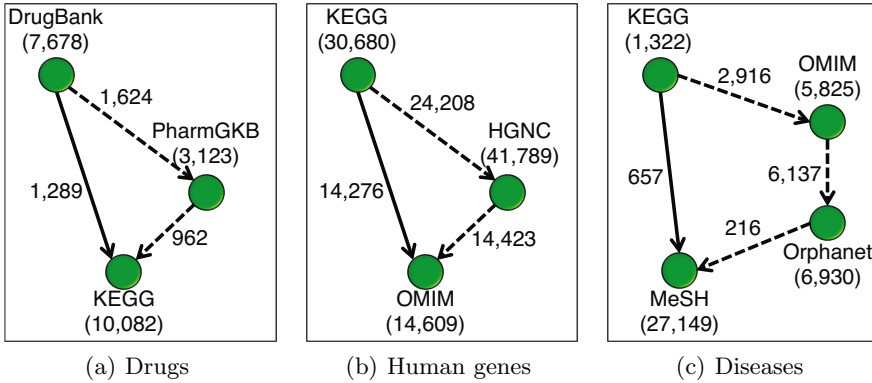 DrugBank
(7,678)
1,624
PharmGKB
(3,123)
1,289
962
KEGG
(10,082)
(a) Drugs
KEGG
(30,680)
24,208
HGNC
(41,789)
14,276
14,423
OMIM
(14,609)
(b) Human genes
KEGG
(1,322)
2,916
OMIM
(5,825)
657
6,137
216
Orphanet
(6,930)
MeSH
(27,149)
(c) Diseases